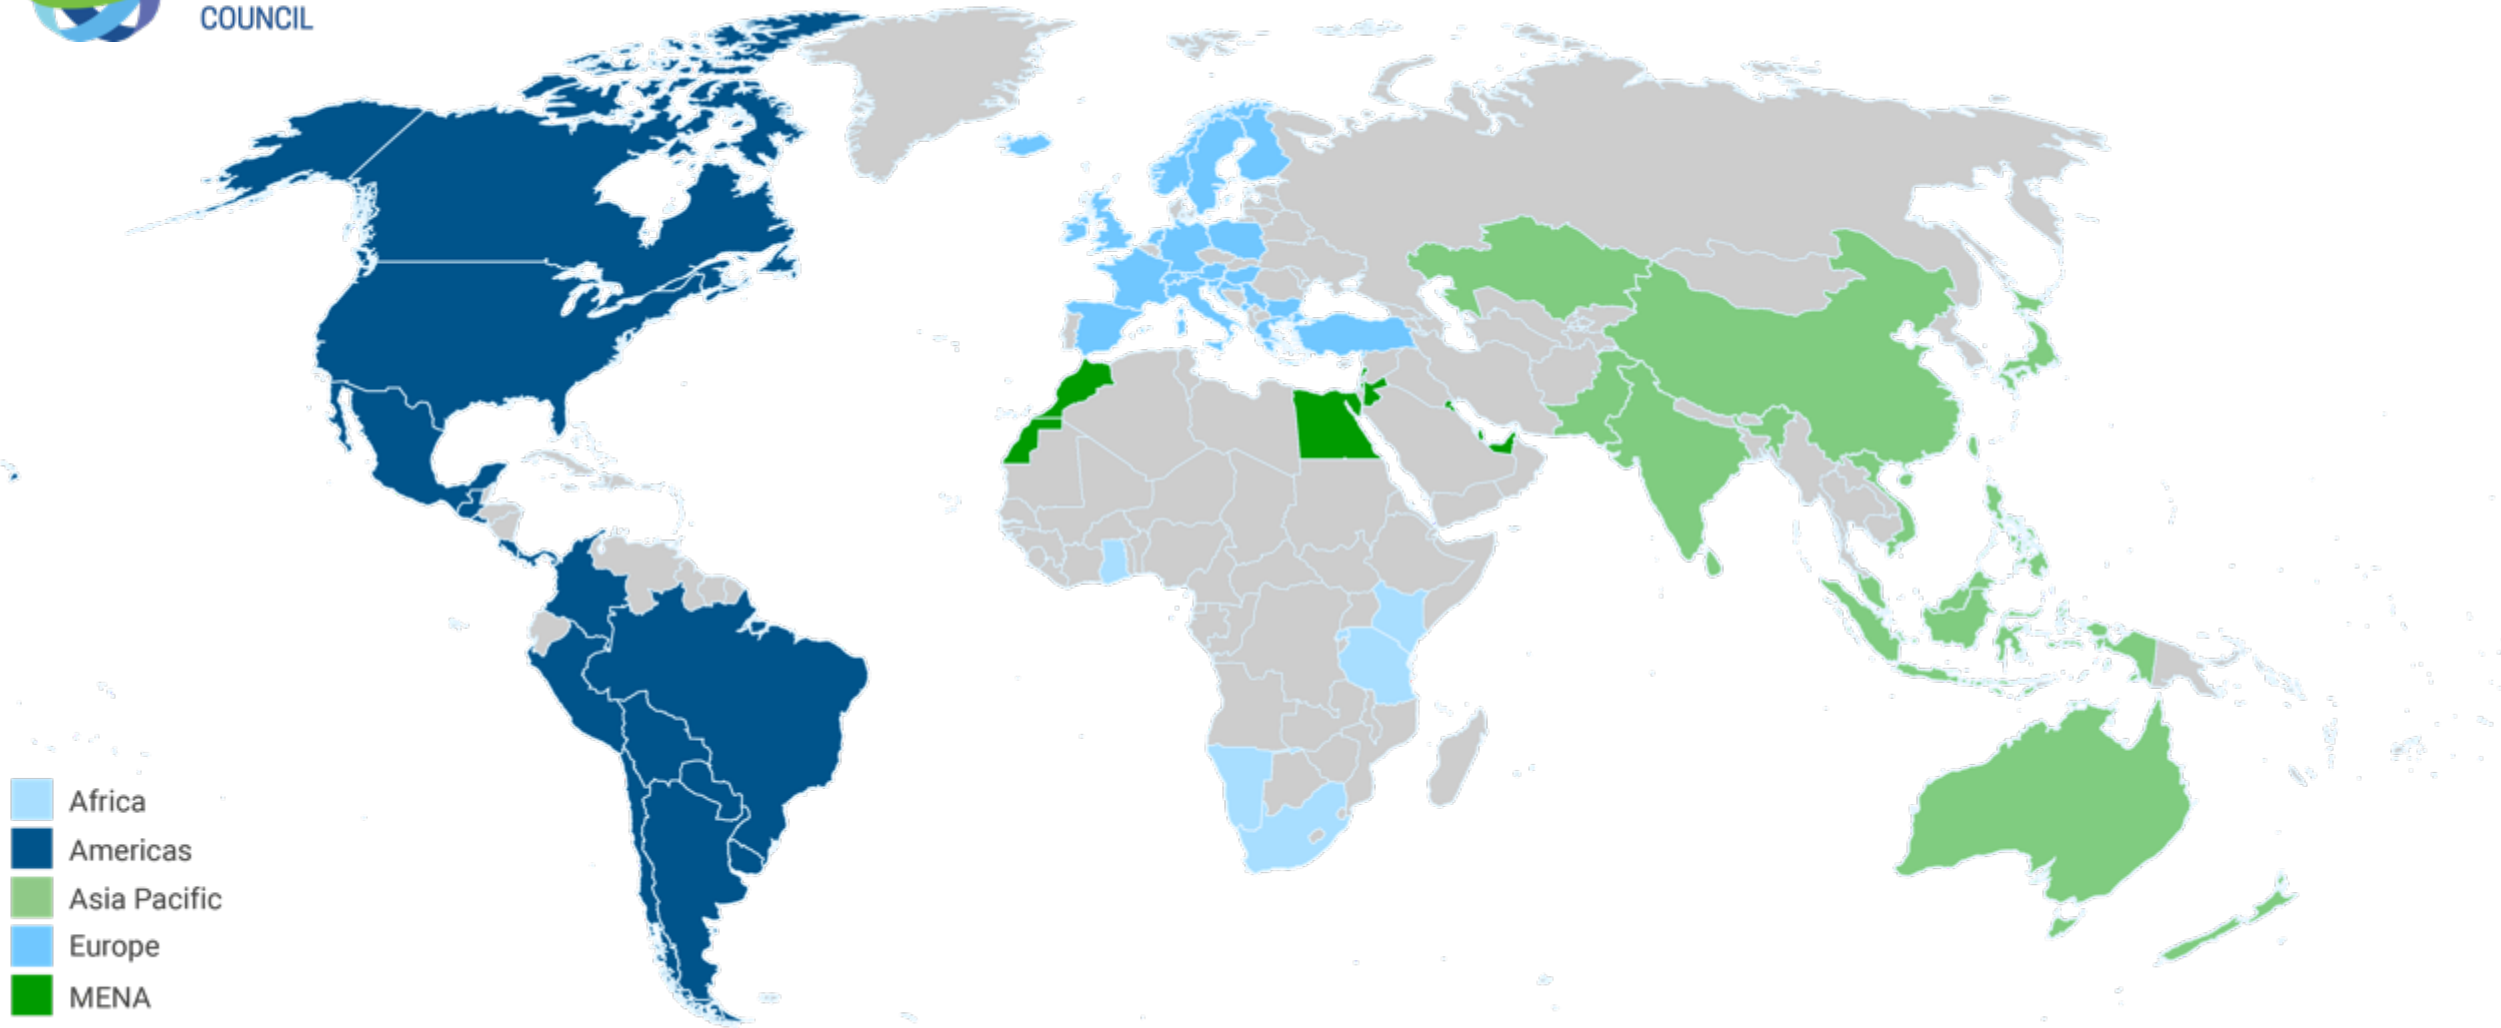 COUNCIL
Africa
Americas
Asia Pacific
Europe
MENA